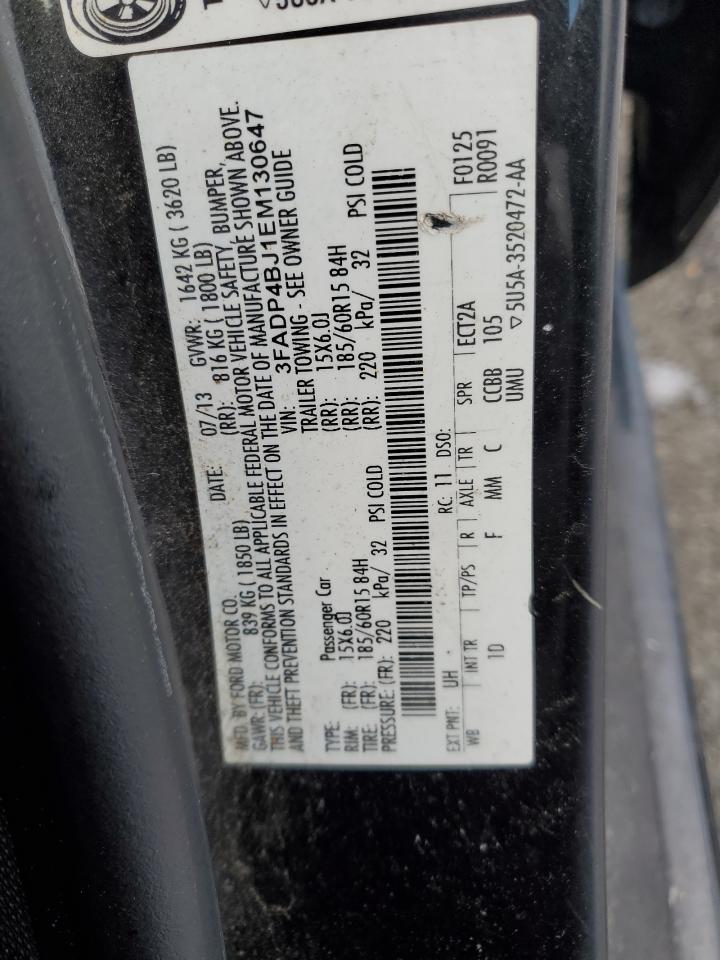 MFD. BY FORD MOTOR CO. DATE: 07/13 GVWR: 1642 KG ( 3620 LB)
GAWR: (FR): 839 KG ( 1850 LB) (RR): 816 KG ( 1800 LB)
THIS VEHICLE CONFORMS TO ALL APPLICABLE FEDERAL MOTOR VEHICLE SAFETY, BUMPER,
AND THEFT PREVENTION STANDARDS IN EFFECT ON THE DATE OF MANUFACTURE SHOWN ABOVE.
VIN: 3FADP4BJ1EM130647
TYPE: Passenger Car TRAILER TOWING - SEE OWNER GUIDE
RIM: (FR): 15X6.0J (RR): 15X6.0J
TIRE: (FR): 185/60R15 84H (RR): 185/60R15 84H
PRESSURE: (FR): 220 kPa/ 32 PSI COLD (RR): 220 kPa/ 32 PSI COLD
EXT PNT: UH RC: 11 DSO: F0125
WB INT TR TP/PS R AXLE TR SPR ECT2A R0091
1D F MM C CCBB 105
UMU ▽5U5A-3520472-AA